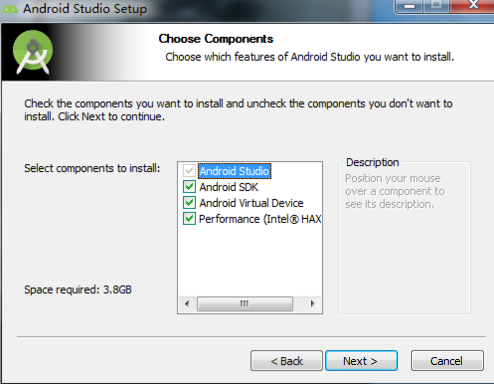 Android Studio Setup
Choose Components
Choose which features of Android Studio you want to install.
Check the components you want to install and uncheck the components you don't want to
install. Click Next to continue.
Select components to install:
Android Studio
Android SDK
Android Virtual Device
Performance (Intel® HAX
Description
Position your mouse
over a component to
see its description.
Space required: 3.8GB
< Back
Next >
Cancel